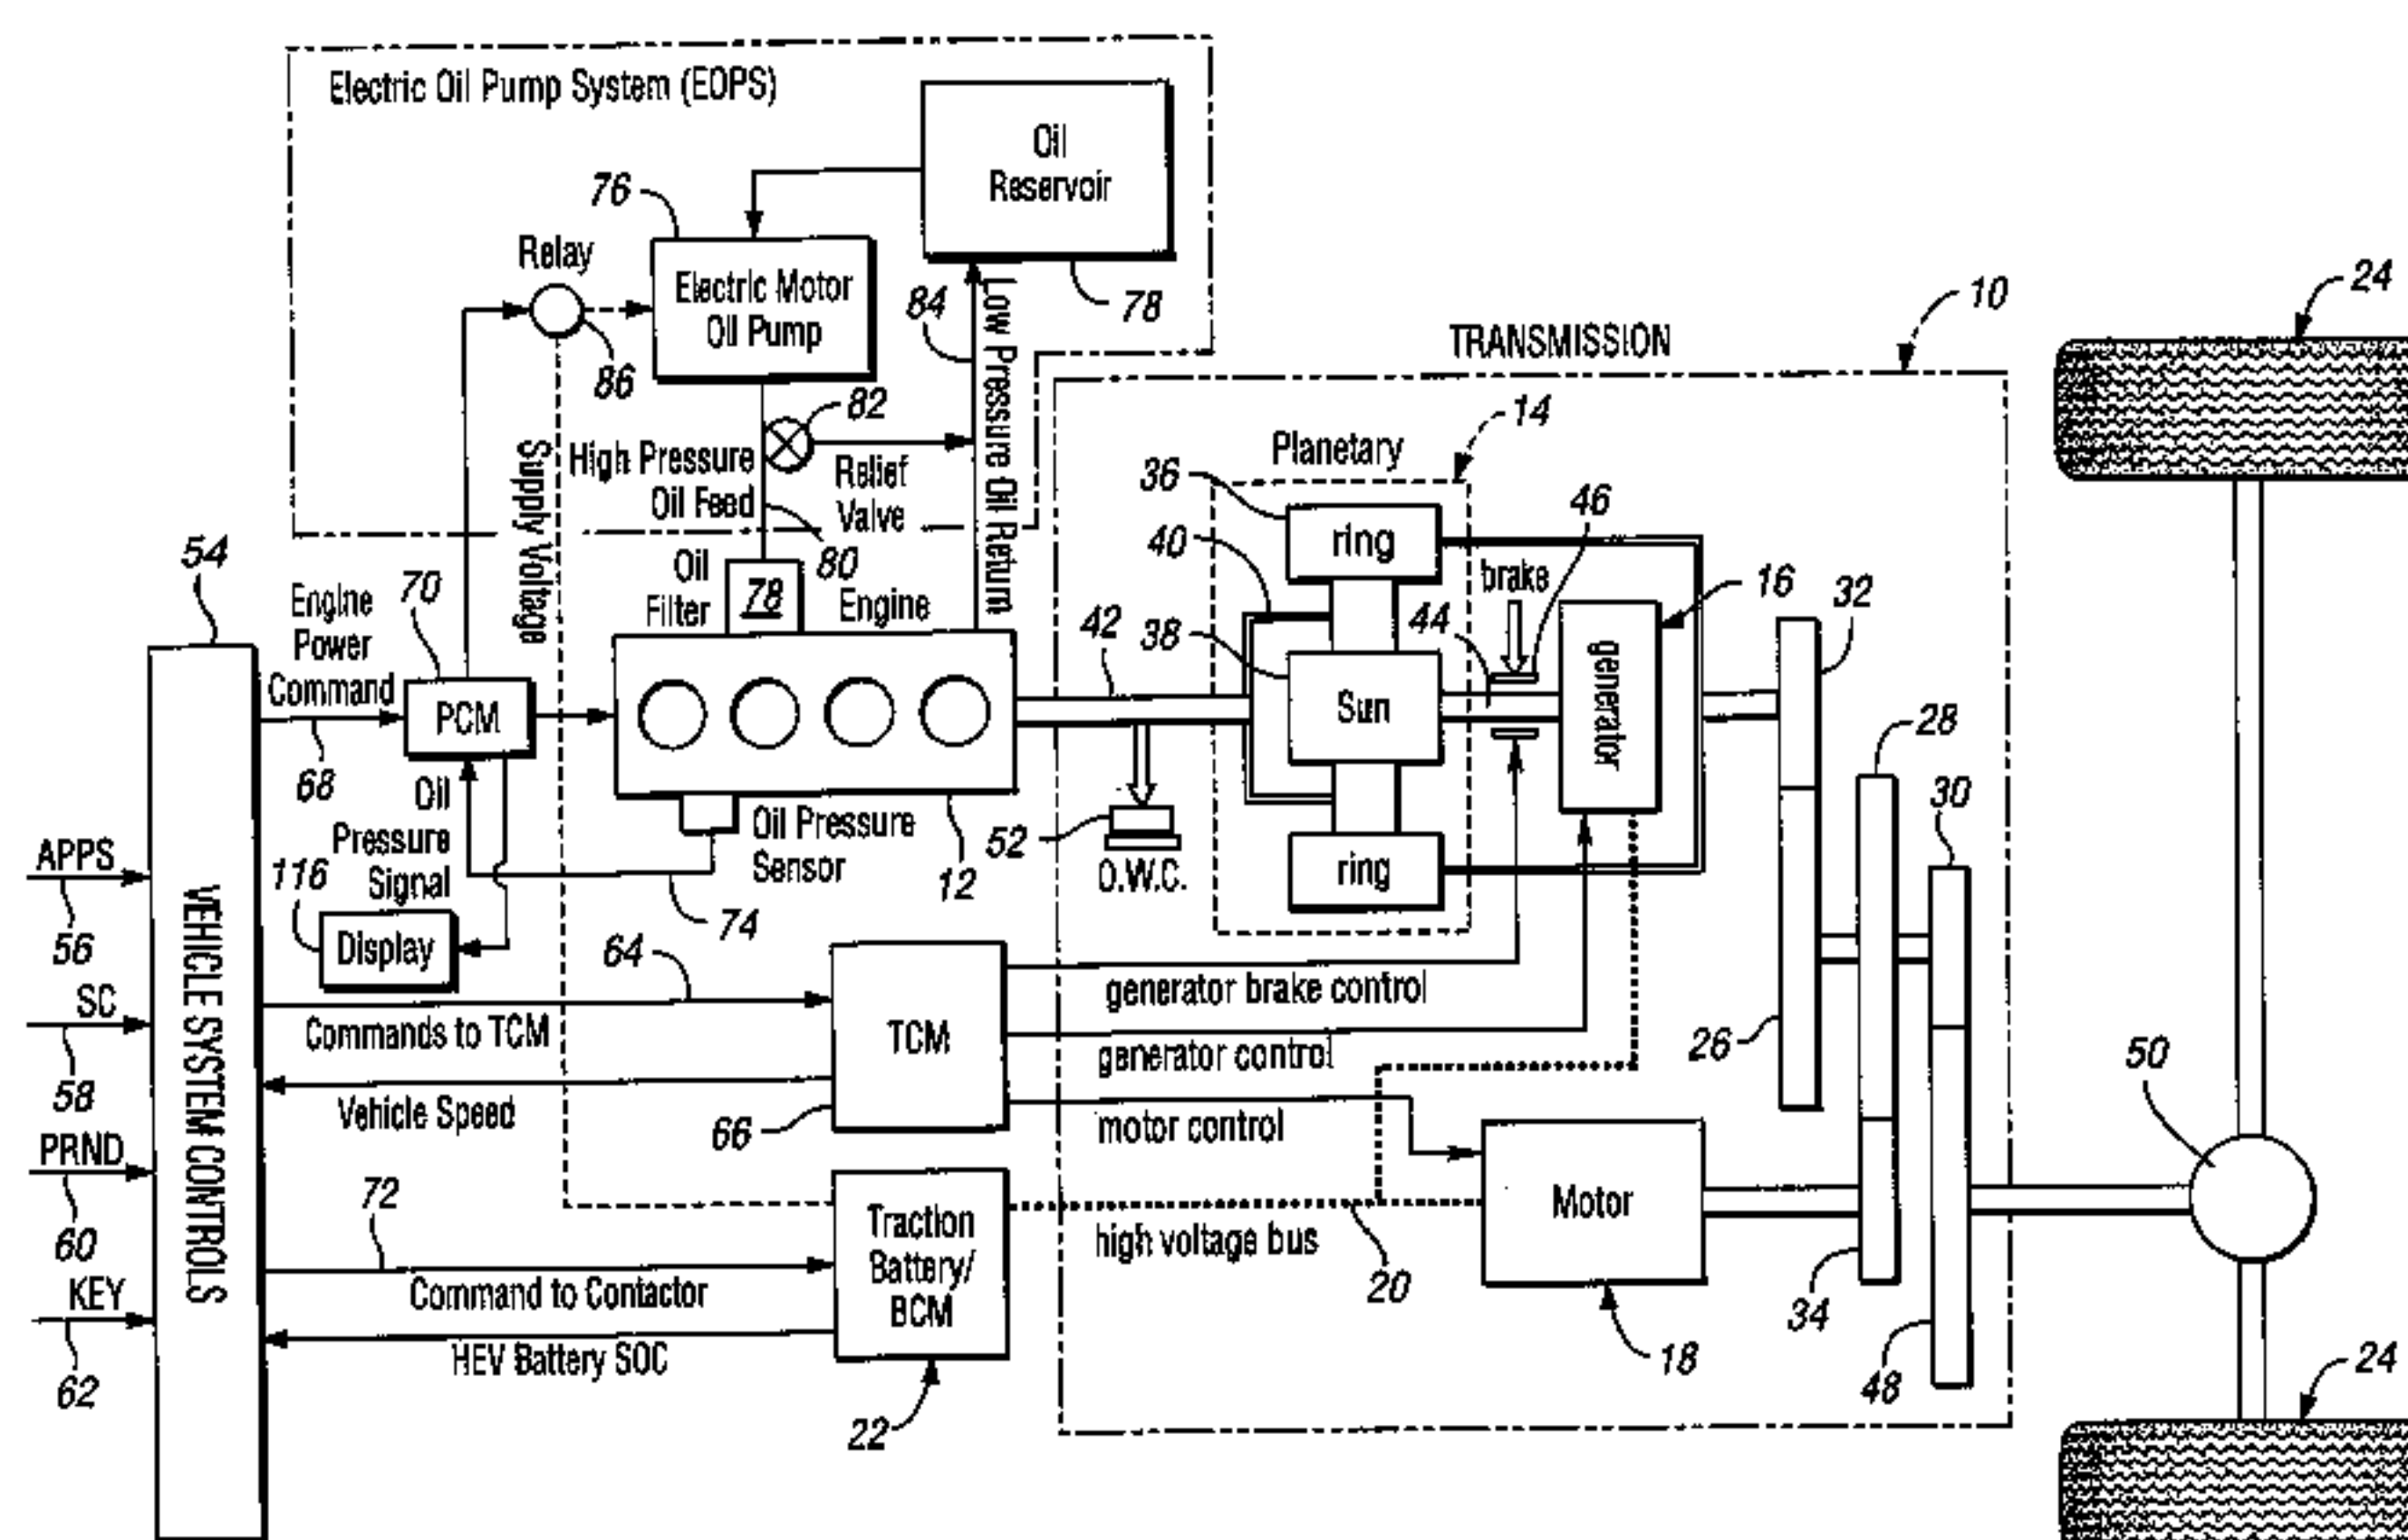 Electric Oil Pump System (EOPS)
Oil
Reservoir
76
Relay
Electric Motor
Oil Pump
86
84
78
Low Pressure Oil Return
82
High Pressure
Oil Feed
Relief
Valve
80
Supply Voltage
Oil
Filter
78
Engine
54
Engine
Power
Command
70
PCM
68
Oil
Pressure
Signal
116
Display
74
Oil Pressure
Sensor
12
VEHICLE SYSTEM CONTROLS
APPS
56
SC
58
PRND
60
KEY
62
64
Commands to TCM
Vehicle Speed
TCM
66
72
Command to Contactor
HEV Battery SOC
Traction
Battery/
BCM
22
TRANSMISSION
10
14
Planetary
36
ring
40
38
Sun
ring
42
52
O.W.C.
44
brake
46
generator
16
32
28
30
26
generator brake control
generator control
motor control
high voltage bus
20
Motor
18
34
48
50
24
24